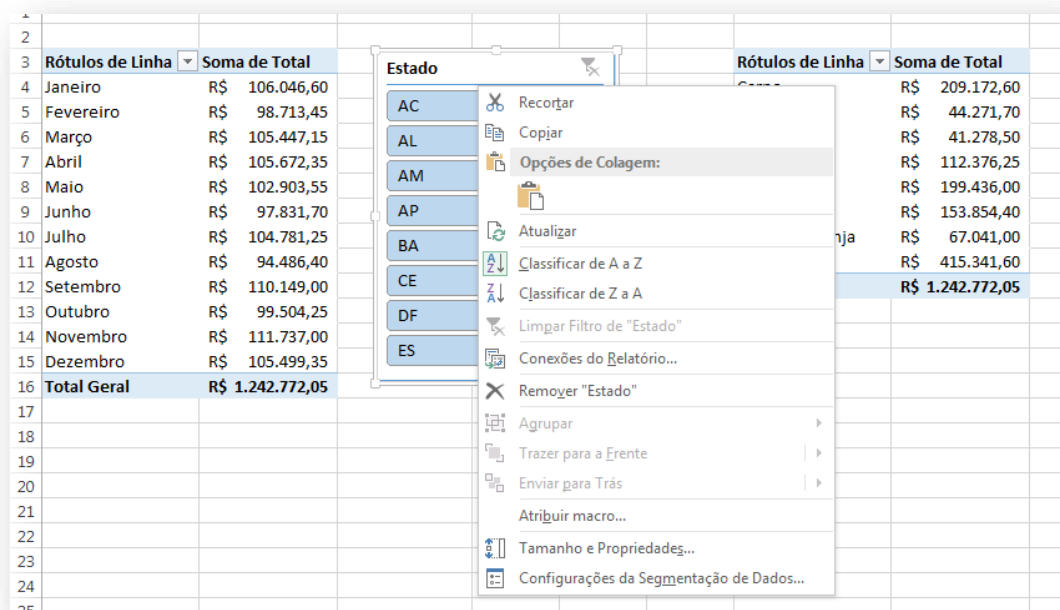 1
2
3 Rótulos de Linha Soma de Total Estado Rótulos de Linha Soma de Total
4 Janeiro R$ 106.046,60 R$ 209.172,60
5 Fevereiro R$ 98.713,45 R$ 44.271,70
6 Março R$ 105.447,15 R$ 41.278,50
7 Abril R$ 105.672,35 R$ 112.376,25
8 Maio R$ 102.903,55 R$ 199.436,00
9 Junho R$ 97.831,70 R$ 153.854,40
10 Julho R$ 104.781,25 nja R$ 67.041,00
11 Agosto R$ 94.486,40 R$ 415.341,60
12 Setembro R$ 110.149,00 R$ 1.242.772,05
13 Outubro R$ 99.504,25
14 Novembro R$ 111.737,00
15 Dezembro R$ 105.499,35
16 Total Geral R$ 1.242.772,05
17
18
19
20
21
22
23
24
AC
AL
AM
AP
BA
CE
DF
ES
Recortar
Copiar
Opções de Colagem:
Atualizar
Classificar de A a Z
Classificar de Z a A
Limpar Filtro de "Estado"
Conexões do Relatório...
Remover "Estado"
Agrupar
Trazer para a Frente
Enviar para Trás
Atribuir macro...
Tamanho e Propriedades...
Configurações da Segmentação de Dados...